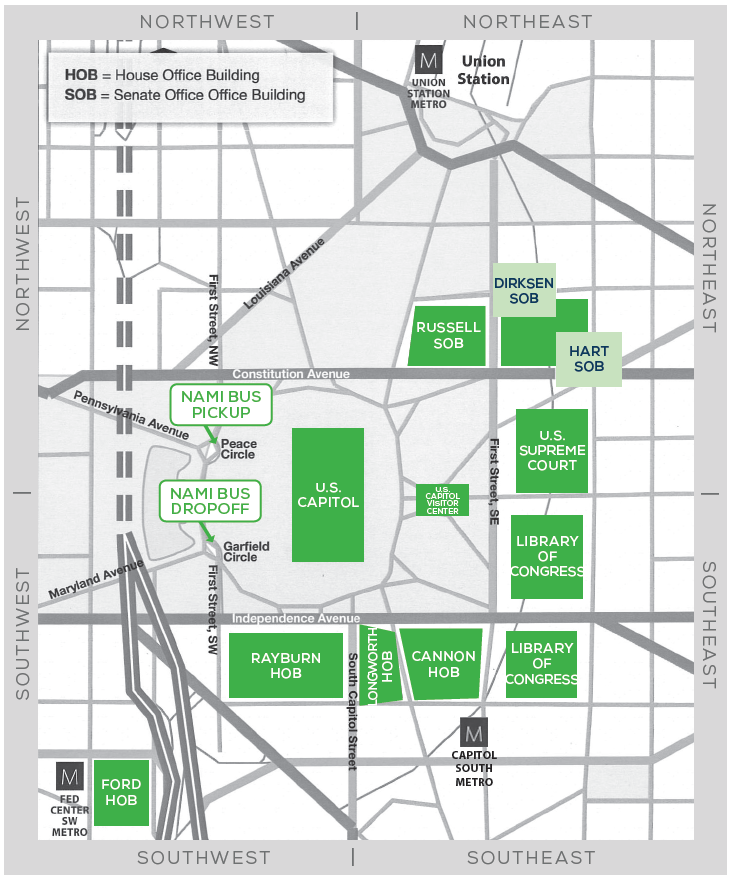 NORTHWEST
NORTHEAST
HOB = House Office Building
SOB = Senate Office Office Building
M
UNION
STATION
METRO
Union
Station
NORTHWEST
NORTHEAST
Louisiana Avenue
First Street, NW
DIRKSEN
SOB
RUSSELL
SOB
HART
SOB
Constitution Avenue
Pennsylvania Avenue
NAMI BUS
PICKUP
Peace
Circle
U.S.
CAPITOL
U.S.
SUPREME
COURT
First Street, SE
U.S.
CAPITOL
VISITOR
CENTER
NAMI BUS
DROPOFF
Garfield
Circle
LIBRARY
OF
CONGRESS
Maryland Avenue
First Street, SW
SOUTHWEST
SOUTHEAST
Independence Avenue
RAYBURN
HOB
South Capitol Street
LONGWORTH
HOB
CANNON
HOB
LIBRARY
OF
CONGRESS
M
CAPITOL
SOUTH
METRO
M
FED
CENTER
SW
METRO
FORD
HOB
SOUTHWEST
SOUTHEAST